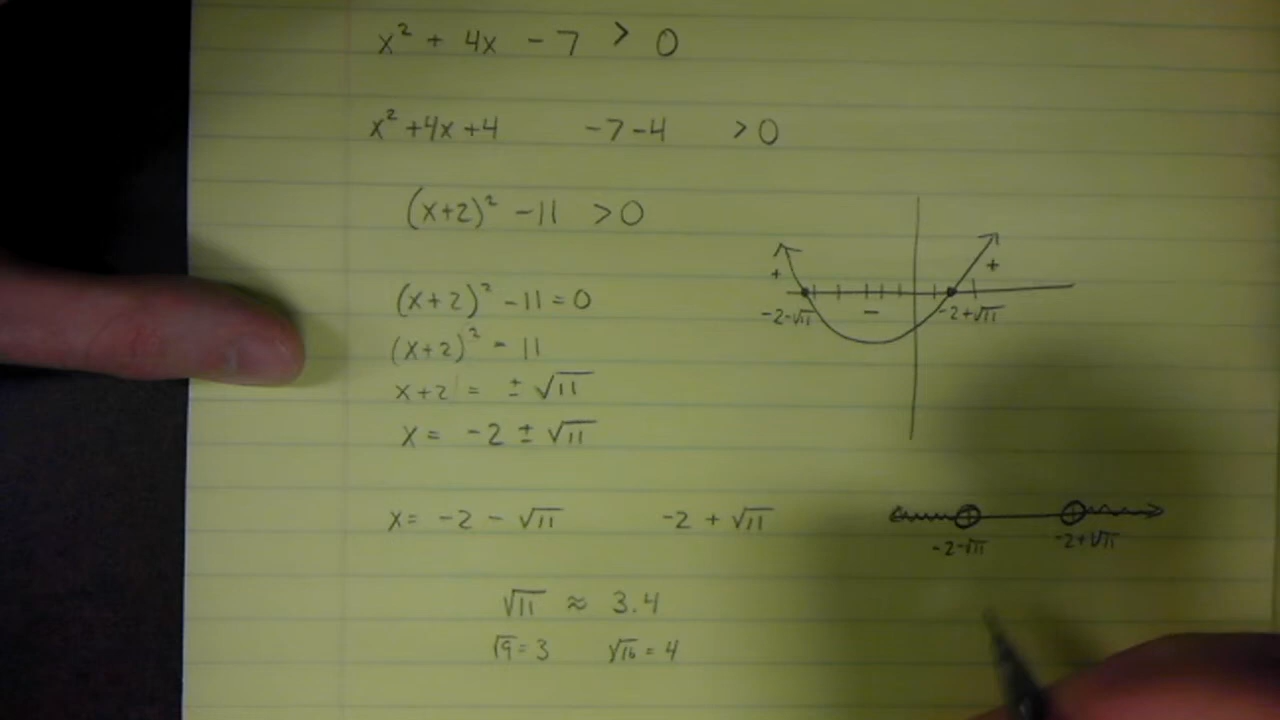 x² + 4x - 7 > 0
x² + 4x + 4 -7 - 4 > 0
(x+2)² - 11 > 0
(x+2)² - 11 = 0
(x+2)² = 11
x+2 = ± √11
x = -2 ± √11
+ +
-2-√11 - -2+√11
x = -2 - √11 -2 + √11
-2-√11 -2+√11
√11 ≈ 3.4
√9 = 3 √16 = 4